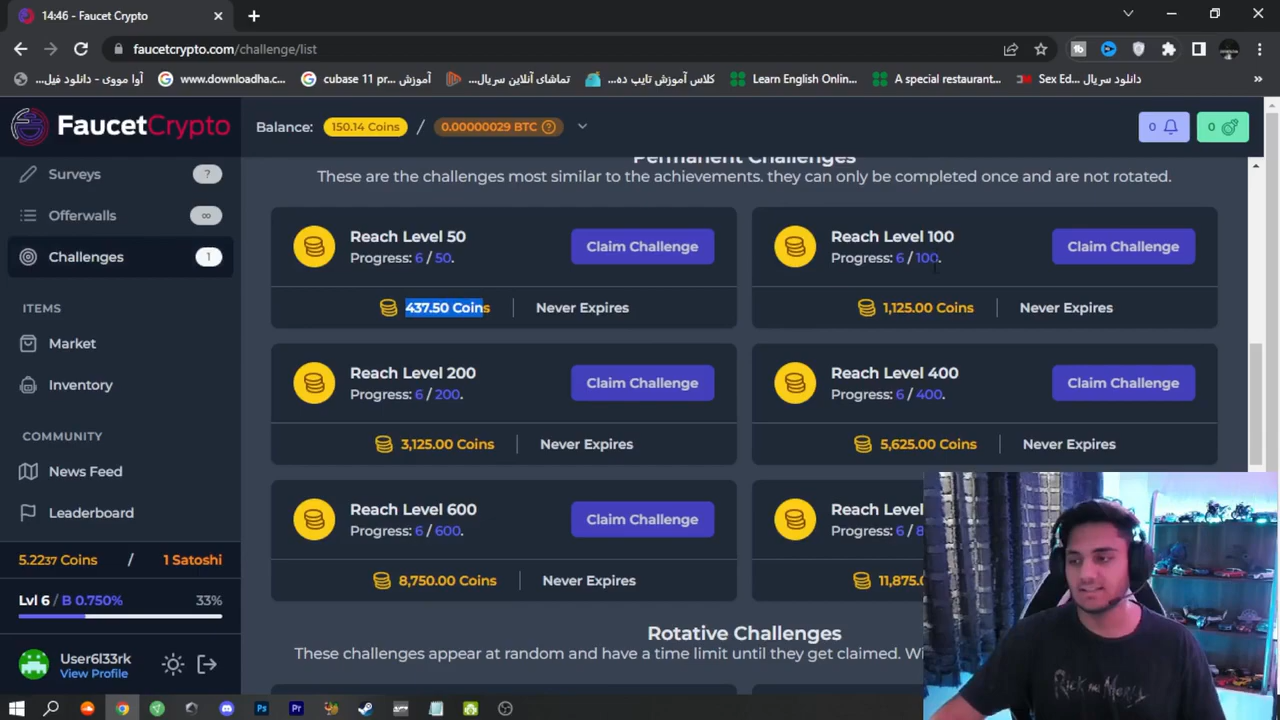 14:46 - Faucet Crypto
faucetcrypto.com/challenge/list
آوا مووی - دانلود فیل...
www.downloadha...
آموزش cubase 11 pr...
تماشای آنلاین سریال...
کلاس آموزش تایپ ده...
Learn English Onlin...
A special restaurant...
دانلود سریال Sex Ed...
»
FaucetCrypto
Balance: 150.14 Coins / 0.00000029 BTC
0
0
Surveys ?
Offerwalls ∞
Challenges 1
ITEMS
Market
Inventory
COMMUNITY
News Feed
Leaderboard
5.2237 Coins / 1 Satoshi
Lvl 6 / B 0.750% 33%
User6l33rk
View Profile
Permanent Challenges
These are the challenges most similar to the achievements. they can only be completed once and are not rotated.
Reach Level 50
Progress: 6 / 50.
Claim Challenge
437.50 Coins
Never Expires
Reach Level 100
Progress: 6 / 100.
Claim Challenge
1,125.00 Coins
Never Expires
Reach Level 200
Progress: 6 / 200.
Claim Challenge
3,125.00 Coins
Never Expires
Reach Level 400
Progress: 6 / 400.
Claim Challenge
5,625.00 Coins
Never Expires
Reach Level 600
Progress: 6 / 600.
Claim Challenge
8,750.00 Coins
Never Expires
Reach Level
Progress: 6 / 8
11,875.0
Rotative Challenges
These challenges appear at random and have a time limit until they get claimed. Wi